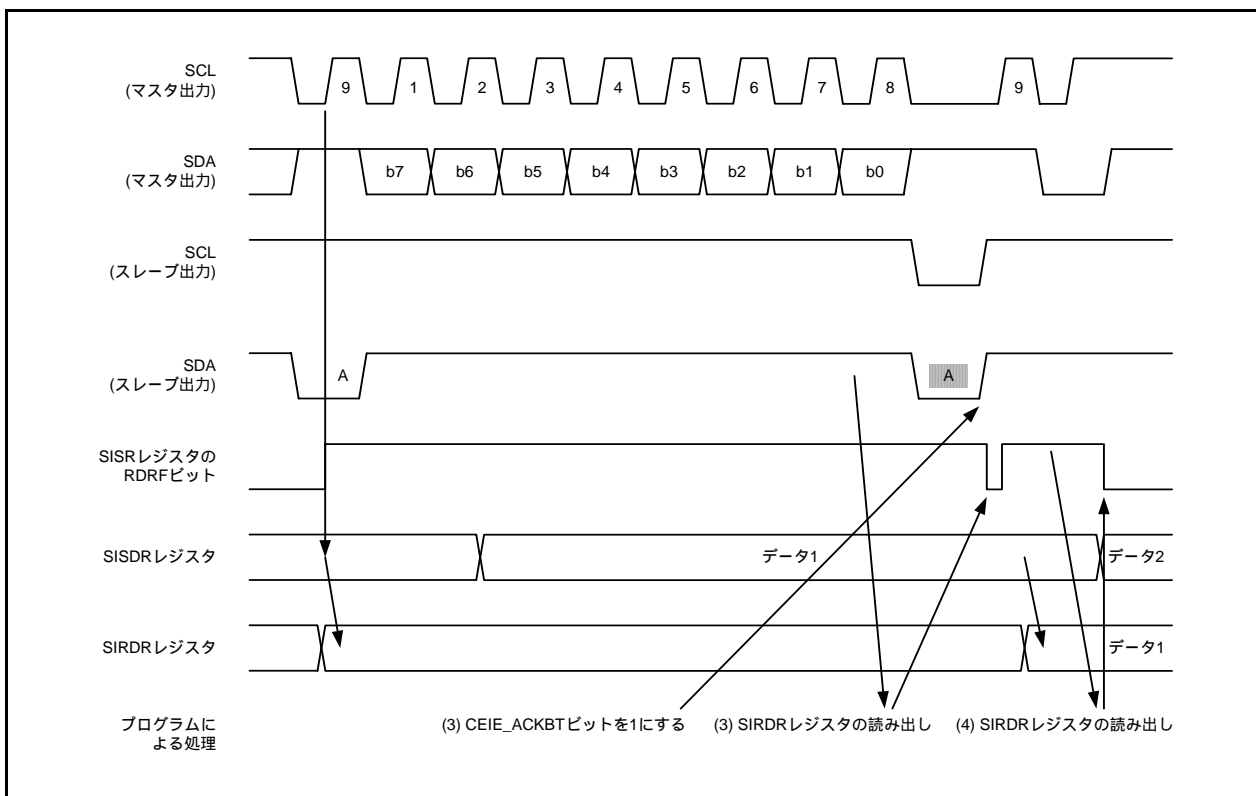 SCL
(マスタ出力)
9 1 2 3 4 5 6 7 8 9
SDA
(マスタ出力)
b7 b6 b5 b4 b3 b2 b1 b0
SCL
(スレーブ出力)
SDA
(スレーブ出力)
A A
SISRレジスタの
RDRFビット
SISDRレジスタ
データ1 データ2
SIRDRレジスタ
データ1
プログラムに
よる処理
(3) CEIE_ACKBTビットを1にする (3) SIRDRレジスタの読み出し (4) SIRDRレジスタの読み出し